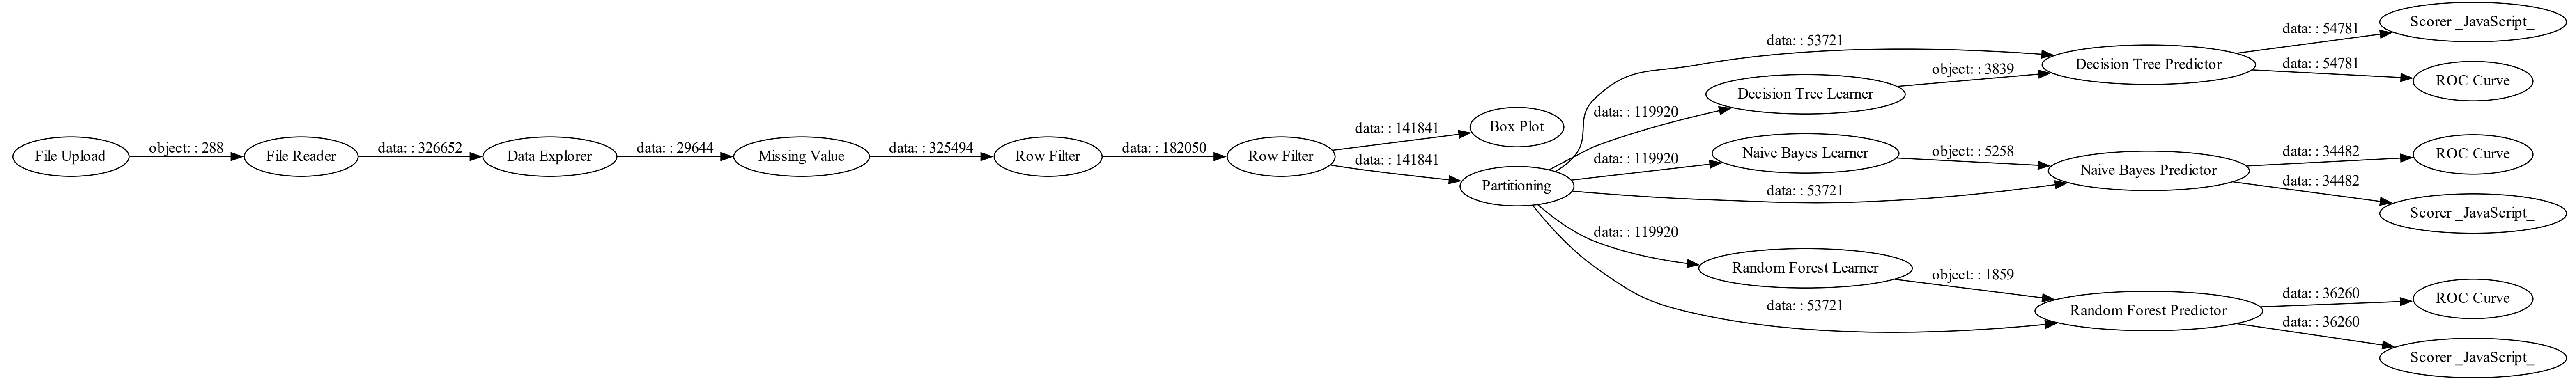 File Upload
object: : 288
File Reader
data: : 326652
Data Explorer
data: : 29644
Missing Value
data: : 325494
Row Filter
data: : 182050
Row Filter
data: : 141841
Box Plot
data: : 141841
Partitioning
data: : 53721
data: : 119920
Decision Tree Learner
object: : 3839
Decision Tree Predictor
data: : 54781
Scorer _JavaScript_
data: : 54781
ROC Curve
data: : 119920
Naive Bayes Learner
object: : 5258
data: : 53721
Naive Bayes Predictor
data: : 34482
ROC Curve
data: : 34482
Scorer _JavaScript_
data: : 119920
Random Forest Learner
object: : 1859
data: : 53721
Random Forest Predictor
data: : 36260
ROC Curve
data: : 36260
Scorer _JavaScript_